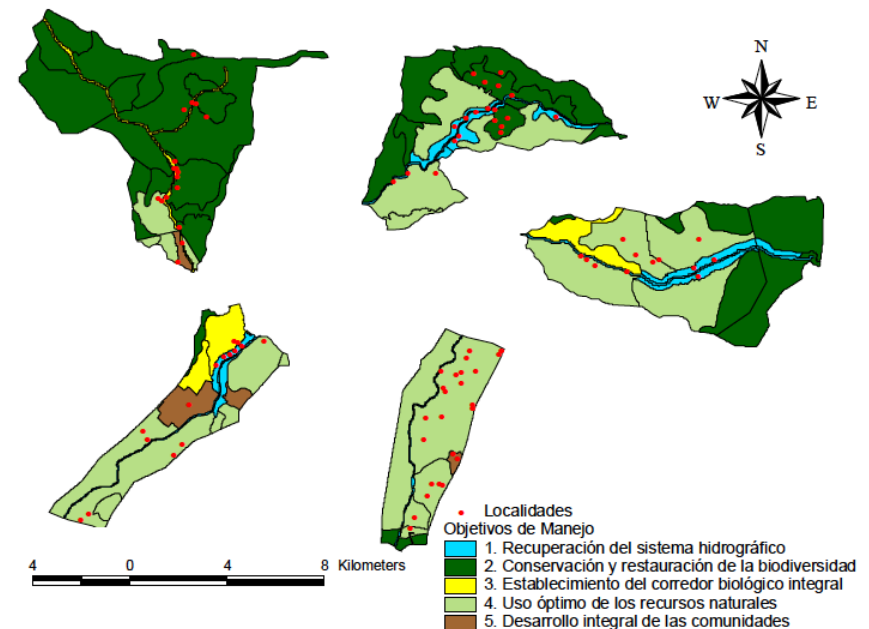 N
W E
S
Localidades
Objetivos de Manejo
1. Recuperación del sistema hidrográfico
2. Conservación y restauración de la biodiversidad
3. Establecimiento del corredor biológico integral
4. Uso óptimo de los recursos naturales
5. Desarrollo integral de las comunidades
4 0 4 8 Kilometers